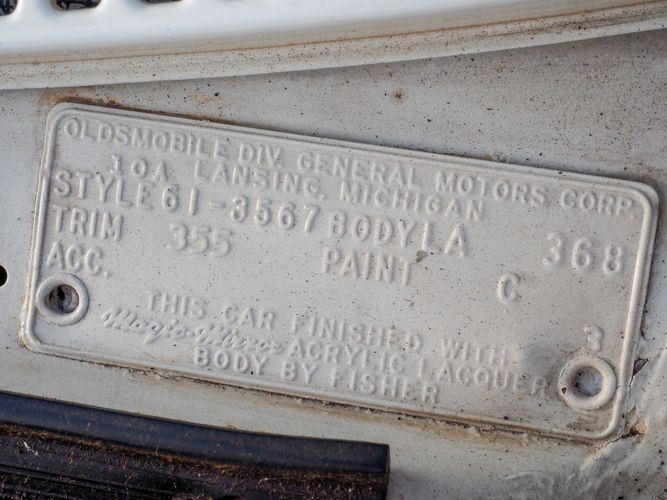 OLDSMOBILE DIV. GENERAL MOTORS CORP.
10A LANSING, MICHIGAN
STYLE 61-3567 BODY LA 368
TRIM 355 PAINT C
ACC. 3
THIS CAR FINISHED WITH
Magic-Mirror ACRYLIC LACQUER
BODY BY FISHER